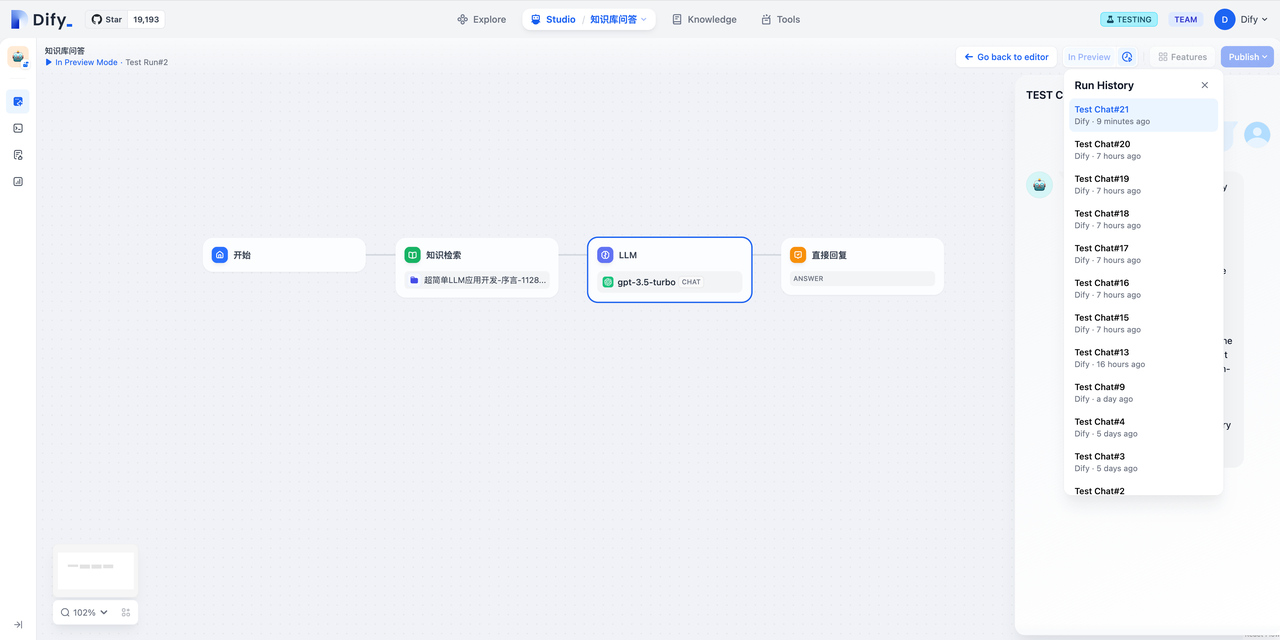 Dify_
Star 19,193
Explore
Studio / 知识库问答
Knowledge
Tools
TESTING
TEAM
D Dify
知识库问答
In Preview Mode · Test Run#2
Go back to editor
In Preview
Features
Publish
TEST C
Run History
Test Chat#21
Dify · 9 minutes ago
Test Chat#20
Dify · 7 hours ago
Test Chat#19
Dify · 7 hours ago
Test Chat#18
Dify · 7 hours ago
Test Chat#17
Dify · 7 hours ago
Test Chat#16
Dify · 7 hours ago
Test Chat#15
Dify · 7 hours ago
Test Chat#13
Dify · 16 hours ago
Test Chat#9
Dify · a day ago
Test Chat#4
Dify · 5 days ago
Test Chat#3
Dify · 5 days ago
Test Chat#2
开始
知识检索
超简单LLM应用开发-序言-1128...
LLM
gpt-3.5-turbo CHAT
直接回复
ANSWER
102%